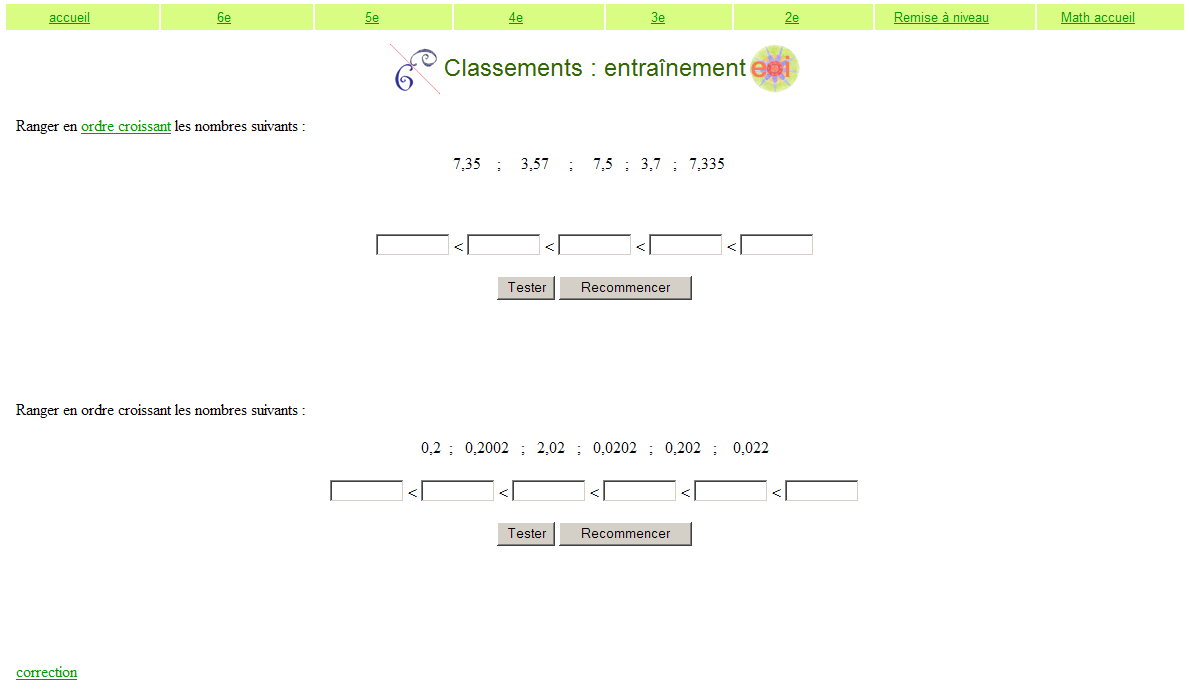 accueil 6e 5e 4e 3e 2e Remise à niveau Math accueil
6e Classements : entraînement eoi
Ranger en ordre croissant les nombres suivants :
7,35 ; 3,57 ; 7,5 ; 3,7 ; 7,335
< < < <
Tester Recommencer
Ranger en ordre croissant les nombres suivants :
0,2 ; 0,2002 ; 2,02 ; 0,0202 ; 0,202 ; 0,022
< < < < <
Tester Recommencer
correction